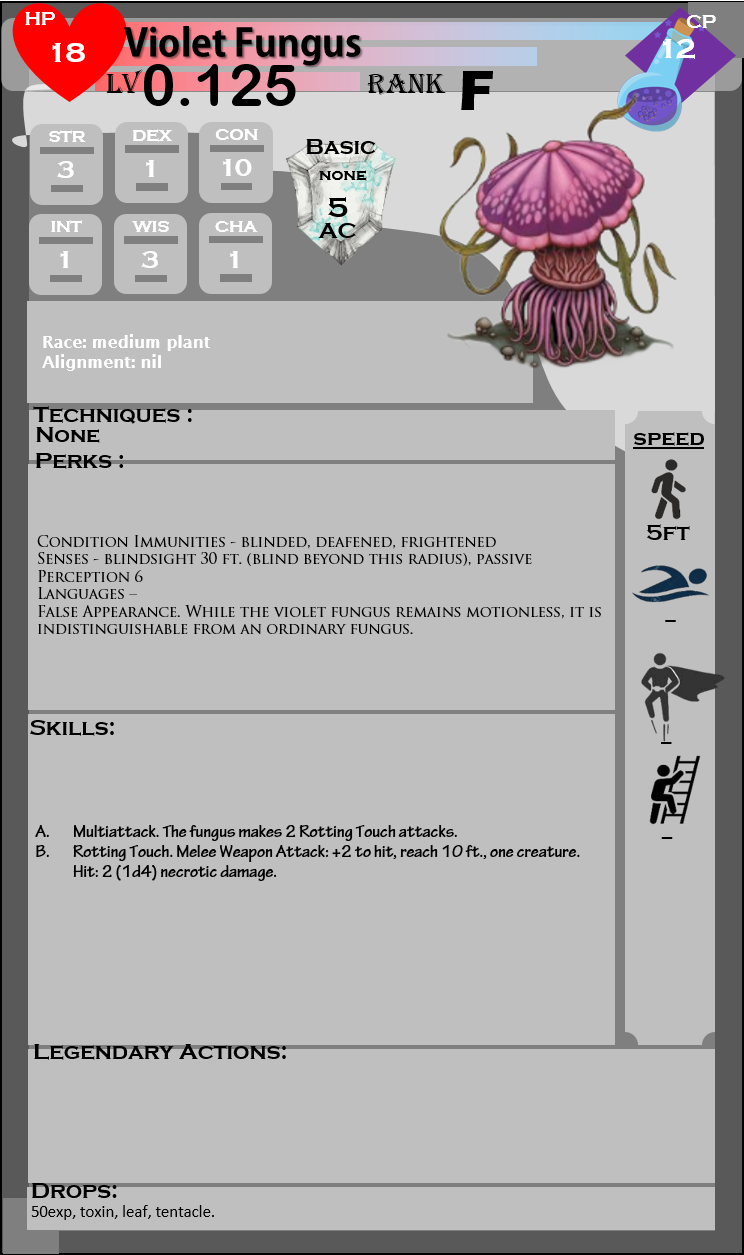 HP
18
Violet Fungus
CP
12
LV 0.125
RANK F
STR
3
DEX
1
CON
10
INT
1
WIS
3
CHA
1
Basic
none
5
AC
Race: medium plant
Alignment: nil
Techniques :
None
Perks :
Condition Immunities - blinded, deafened, frightened
Senses - blindsight 30 ft. (blind beyond this radius), passive
Perception 6
Languages –
False Appearance. While the violet fungus remains motionless, it is
indistinguishable from an ordinary fungus.
SPEED
5FT
–
–
–
Skills:
A. Multiattack. The fungus makes 2 Rotting Touch attacks.
B. Rotting Touch. Melee Weapon Attack: +2 to hit, reach 10 ft., one creature.
Hit: 2 (1d4) necrotic damage.
Legendary Actions:
Drops:
50exp, toxin, leaf, tentacle.